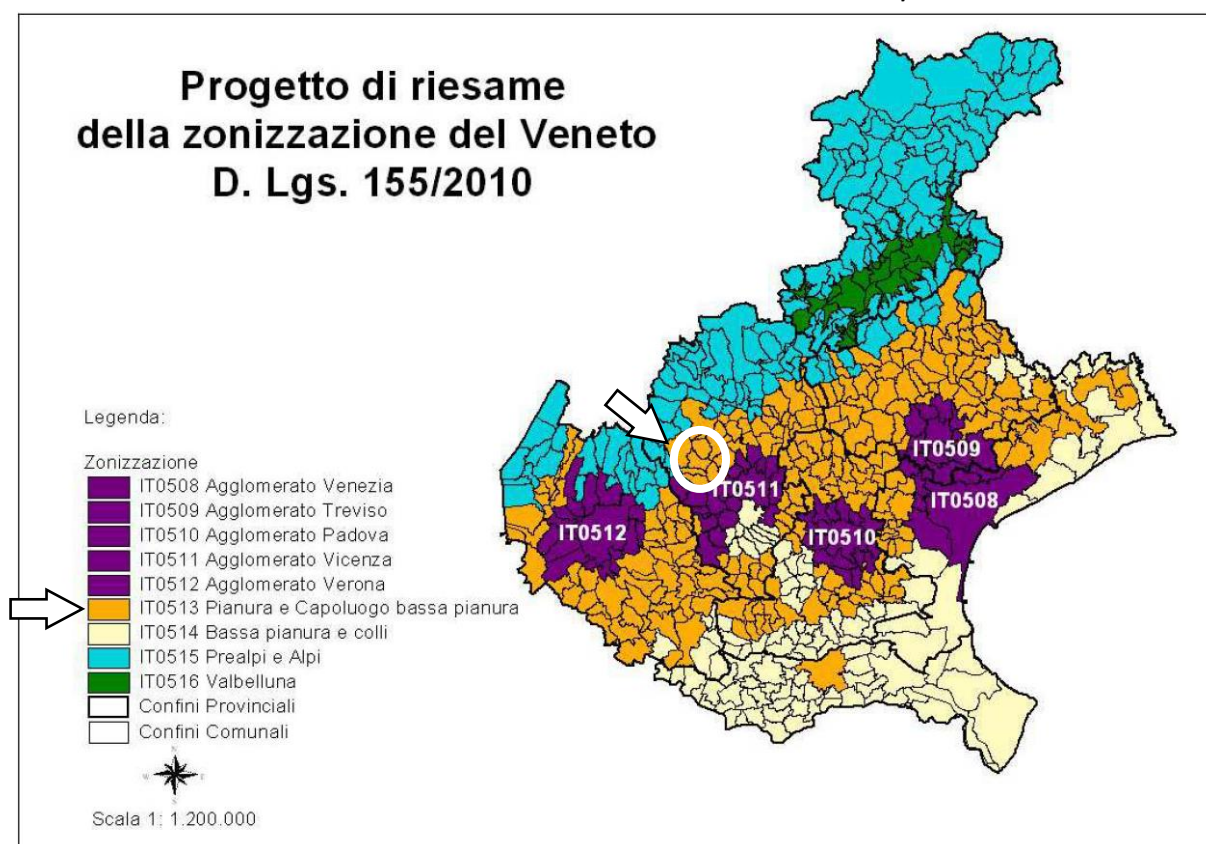 Progetto di riesame
della zonizzazione del Veneto
D. Lgs. 155/2010
Legenda:
Zonizzazione
IT0508 Agglomerato Venezia
IT0509 Agglomerato Treviso
IT0510 Agglomerato Padova
IT0511 Agglomerato Vicenza
IT0512 Agglomerato Verona
IT0513 Pianura e Capoluogo bassa pianura
IT0514 Bassa pianura e colli
IT0515 Prealpi e Alpi
IT0516 Valbelluna
Confini Provinciali
Confini Comunali
N
W E
S
Scala 1: 1.200.000
IT0509
IT0511
IT0508
IT0512
IT0510